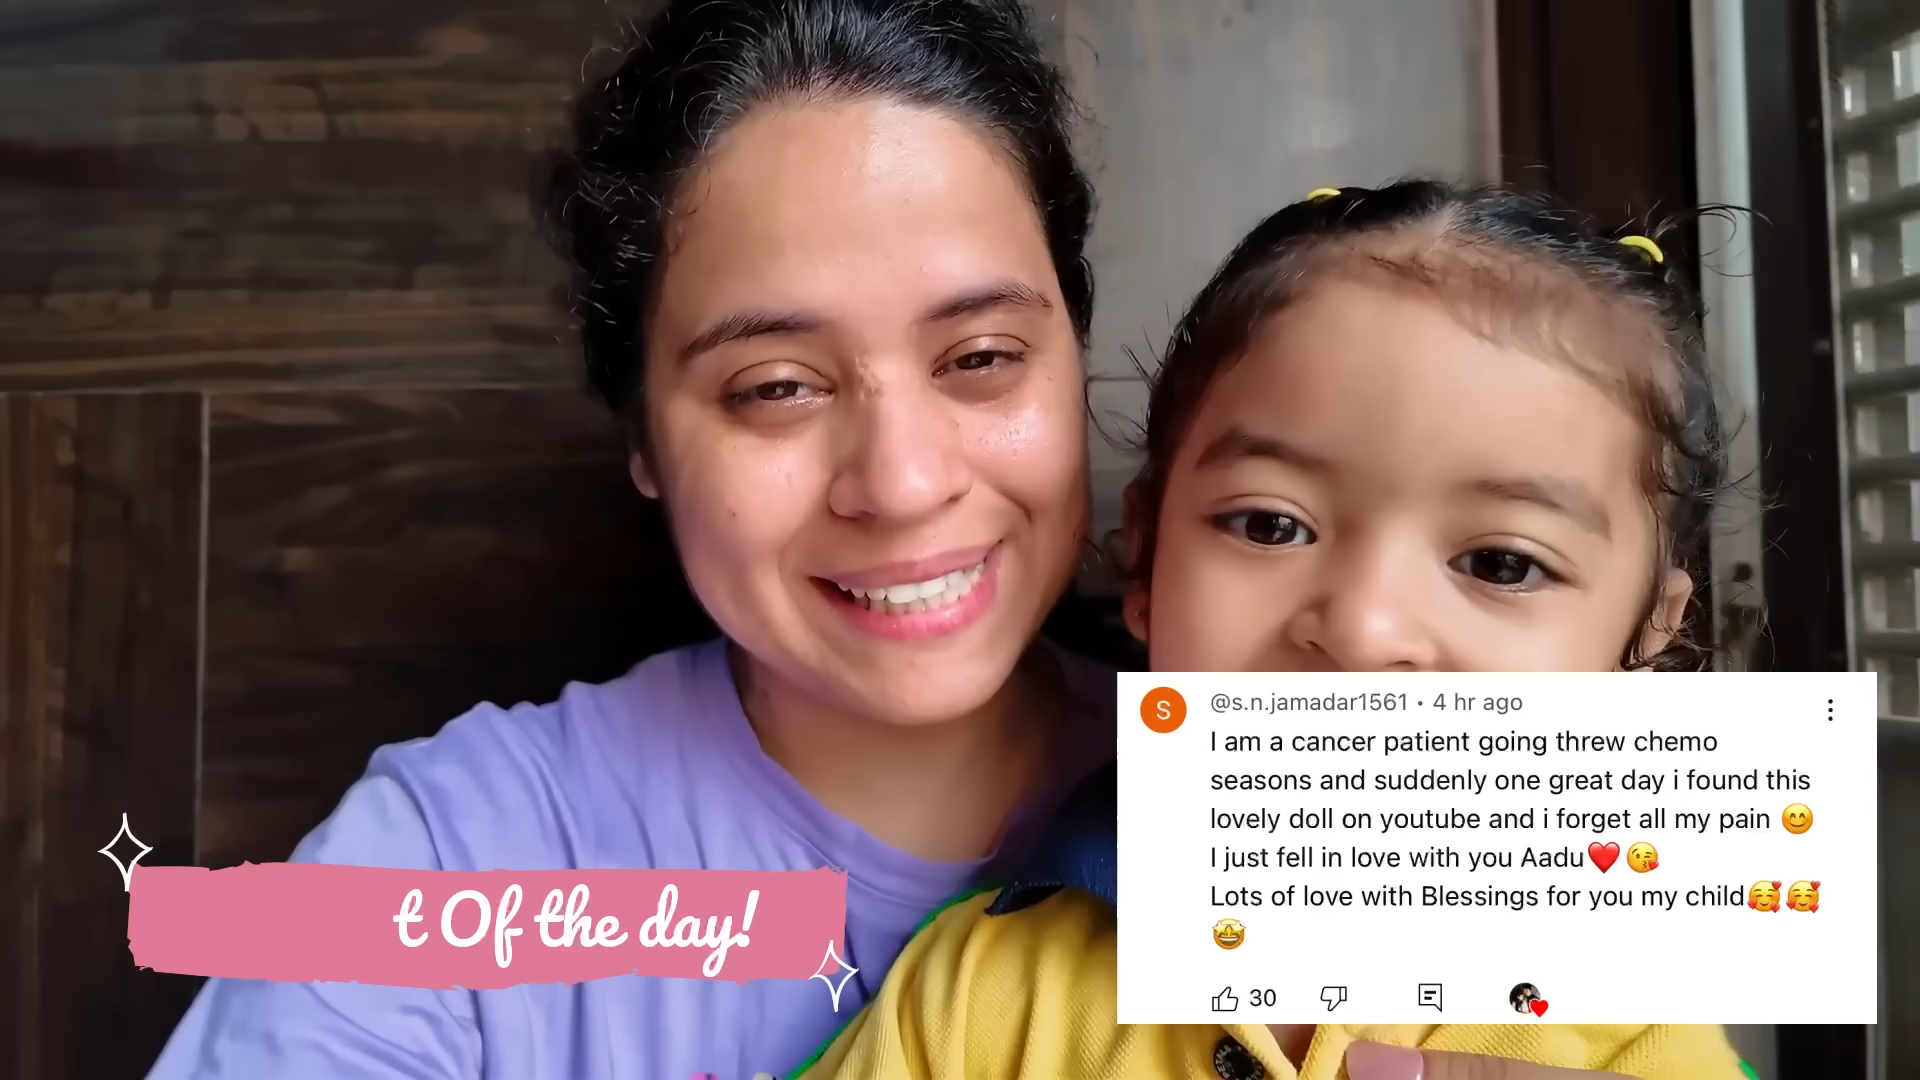 @s.n.jamadar1561 • 4 hr ago
S
I am a cancer patient going threw chemo
seasons and suddenly one great day i found this
lovely doll on youtube and i forget all my pain 😊
I just fell in love with you Aadu❤️😘
Lots of love with Blessings for you my child🥰🥰
🤩
30
t Of the day!